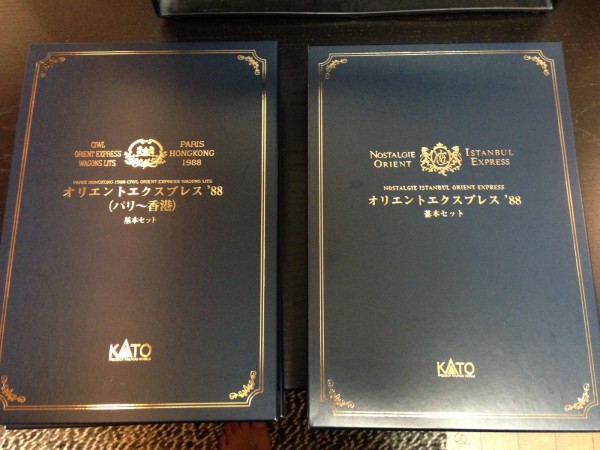 CIWL
ORIENT EXPRESS
WAGONS LITS
PARIS
HONGKONG
1988
PARIS HONGKONG 1988 CIWL ORIENT EXPRESS WAGONS LITS
オリエントエクスプレス '88
(パリ〜香港)
基本セット
KATO
NOSTALGIE
ORIENT
ISTANBUL
EXPRESS
NOSTALGIE ISTANBUL ORIENT EXPRESS
オリエントエクスプレス '88
基本セット
KATO